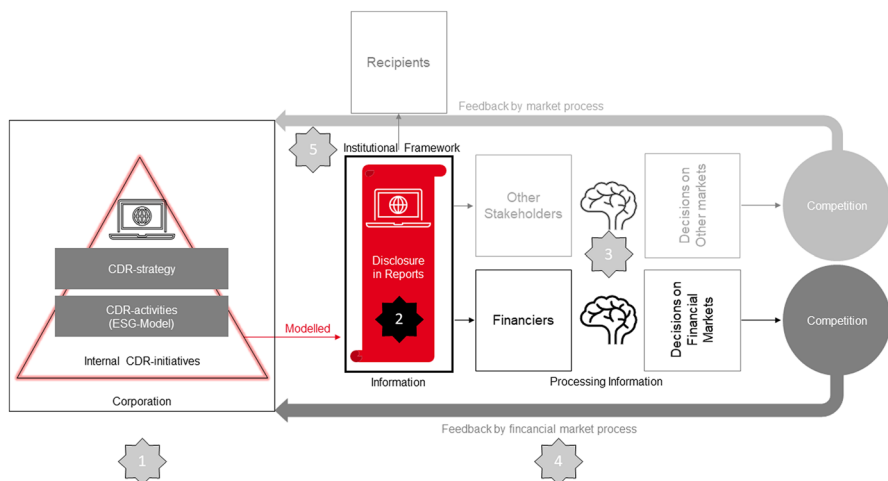 Recipients
Feedback by market process
5
Institutional Framework
CDR-strategy
CDR-activities
(ESG-Model)
Internal CDR-initiatives
Corporation
Modelled
Disclosure
in Reports
2
Information
Other
Stakeholders
3
Decisions on
Other markets
Competition
Financiers
Decisions on
Financial
Markets
Competition
Processing Information
Feedback by fincancial market process
1
4